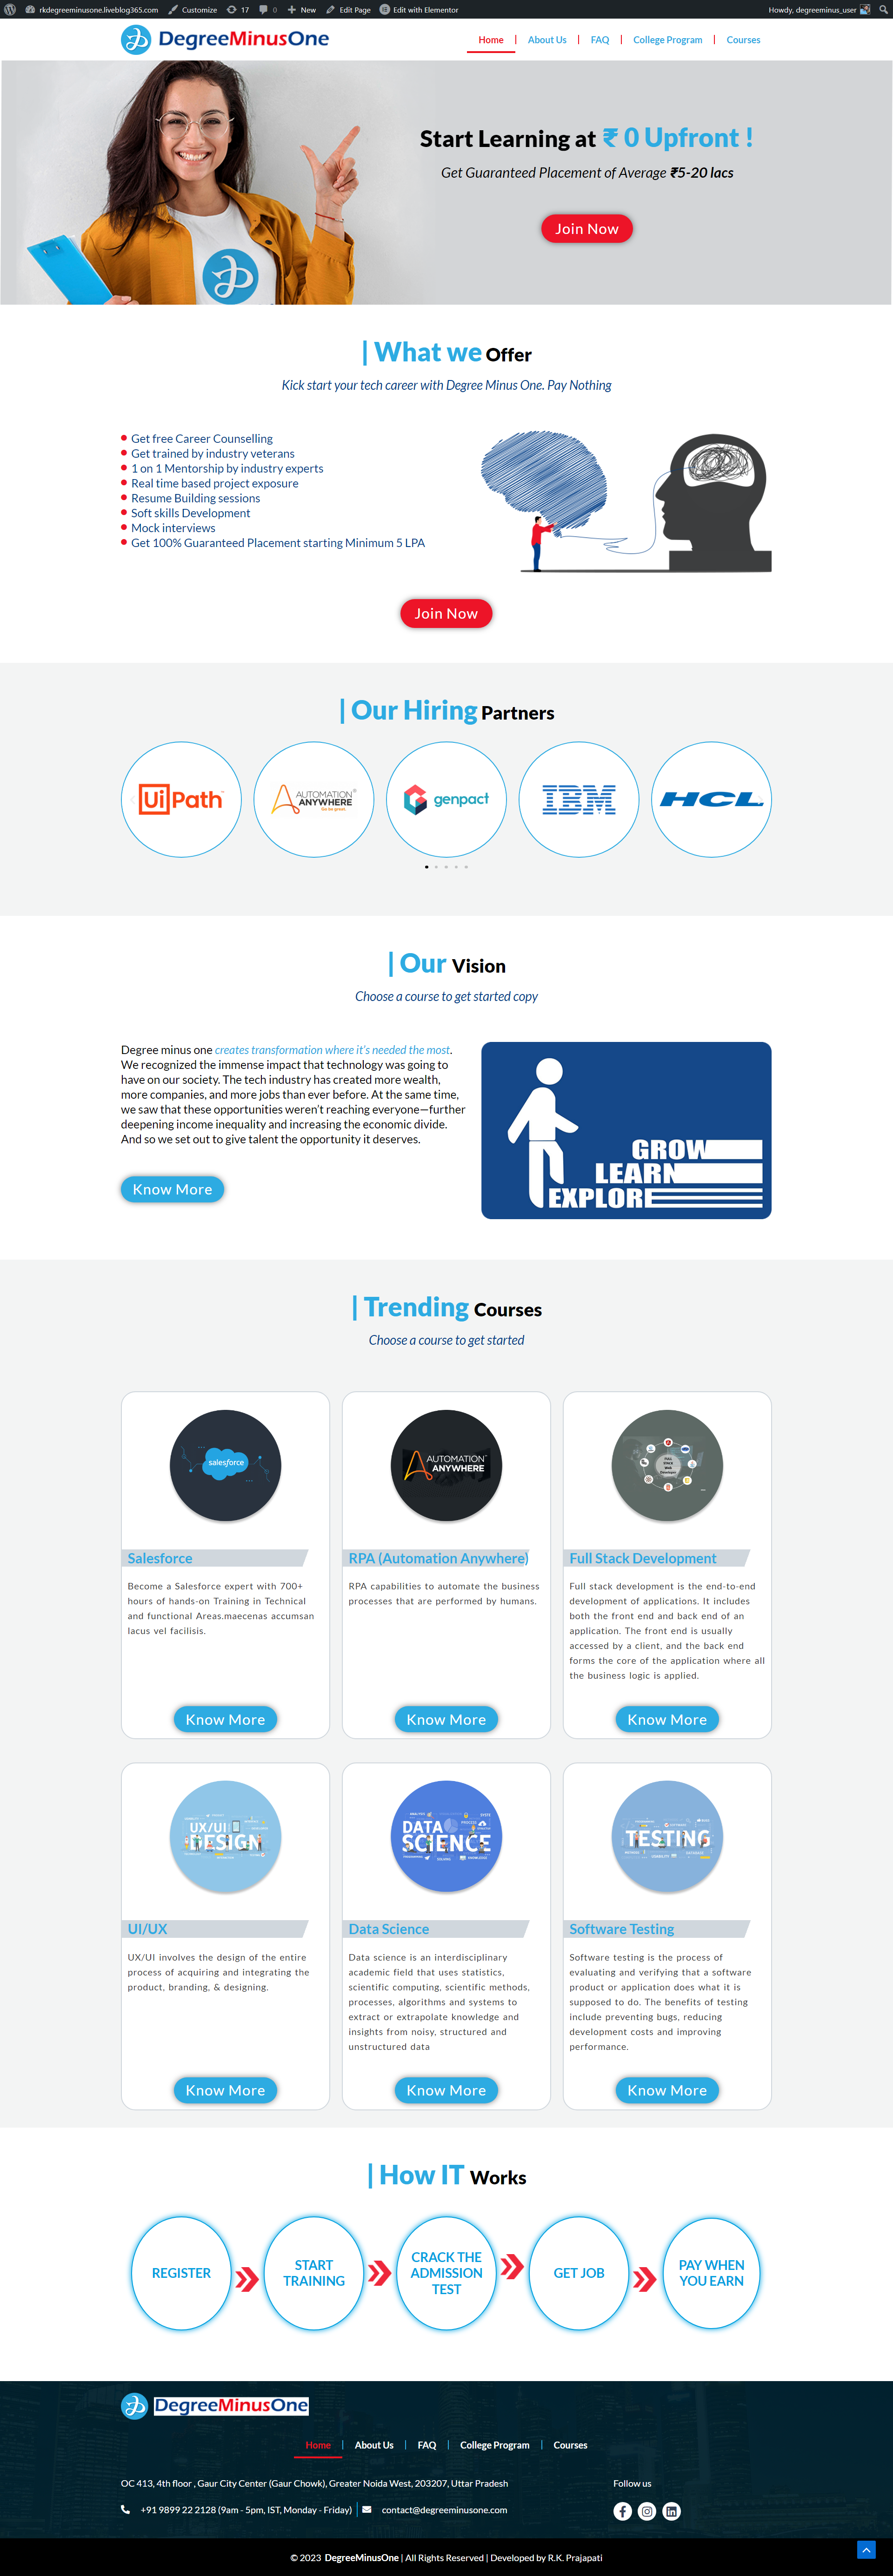 rkdegreeminusone.liveblog365.com Customize 17 0 New Edit Page Edit with Elementor Howdy, degreeminus_user
DegreeMinusOne
Home | About Us | FAQ | College Program | Courses
Start Learning at ₹ 0 Upfront !
Get Guaranteed Placement of Average ₹5-20 lacs
Join Now
| What we Offer
Kick start your tech career with Degree Minus One. Pay Nothing
Get free Career Counselling
Get trained by industry veterans
1 on 1 Mentorship by industry experts
Real time based project exposure
Resume Building sessions
Soft skills Development
Mock interviews
Get 100% Guaranteed Placement starting Minimum 5 LPA
Join Now
| Our Hiring Partners
UiPath
AUTOMATION
ANYWHERE
Go be great.
genpact
IBM
HCL
| Our Vision
Choose a course to get started copy
Degree minus one creates transformation where it's needed the most.
We recognized the immense impact that technology was going to
have on our society. The tech industry has created more wealth,
more companies, and more jobs than ever before. At the same time,
we saw that these opportunities weren't reaching everyone—further
deepening income inequality and increasing the economic divide.
And so we set out to give talent the opportunity it deserves.
Know More
GROW
LEARN
EXPLORE
| Trending Courses
Choose a course to get started
salesforce
Salesforce
Become a Salesforce expert with 700+
hours of hands-on Training in Technical
and functional Areas.maecenas accumsan
lacus vel facilisis.
Know More
AUTOMATION
ANYWHERE
RPA (Automation Anywhere)
RPA capabilities to automate the business
processes that are performed by humans.
Know More
FULL
STACK
Web
Developer
Full Stack Development
Full stack development is the end-to-end
development of applications. It includes
both the front end and back end of an
application. The front end is usually
accessed by a client, and the back end
forms the core of the application where all
the business logic is applied.
Know More
UX/UI
DESIGN
UI/UX
UX/UI involves the design of the entire
process of acquiring and integrating the
product, branding, & designing.
Know More
DATA
SCIENCE
Data Science
Data science is an interdisciplinary
academic field that uses statistics,
scientific computing, scientific methods,
processes, algorithms and systems to
extract or extrapolate knowledge and
insights from noisy, structured and
unstructured data
Know More
TESTING
Software Testing
Software testing is the process of
evaluating and verifying that a software
product or application does what it is
supposed to do. The benefits of testing
include preventing bugs, reducing
development costs and improving
performance.
Know More
| How IT Works
REGISTER
START
TRAINING
CRACK THE
ADMISSION
TEST
GET JOB
PAY WHEN
YOU EARN
DegreeMinusOne
Home | About Us | FAQ | College Program | Courses
OC 413, 4th floor , Gaur City Center (Gaur Chowk), Greater Noida West, 203207, Uttar Pradesh
Follow us
+91 9899 22 2128 (9am - 5pm, IST, Monday - Friday)
contact@degreeminusone.com
© 2023 DegreeMinusOne | All Rights Reserved | Developed by R.K. Prajapati